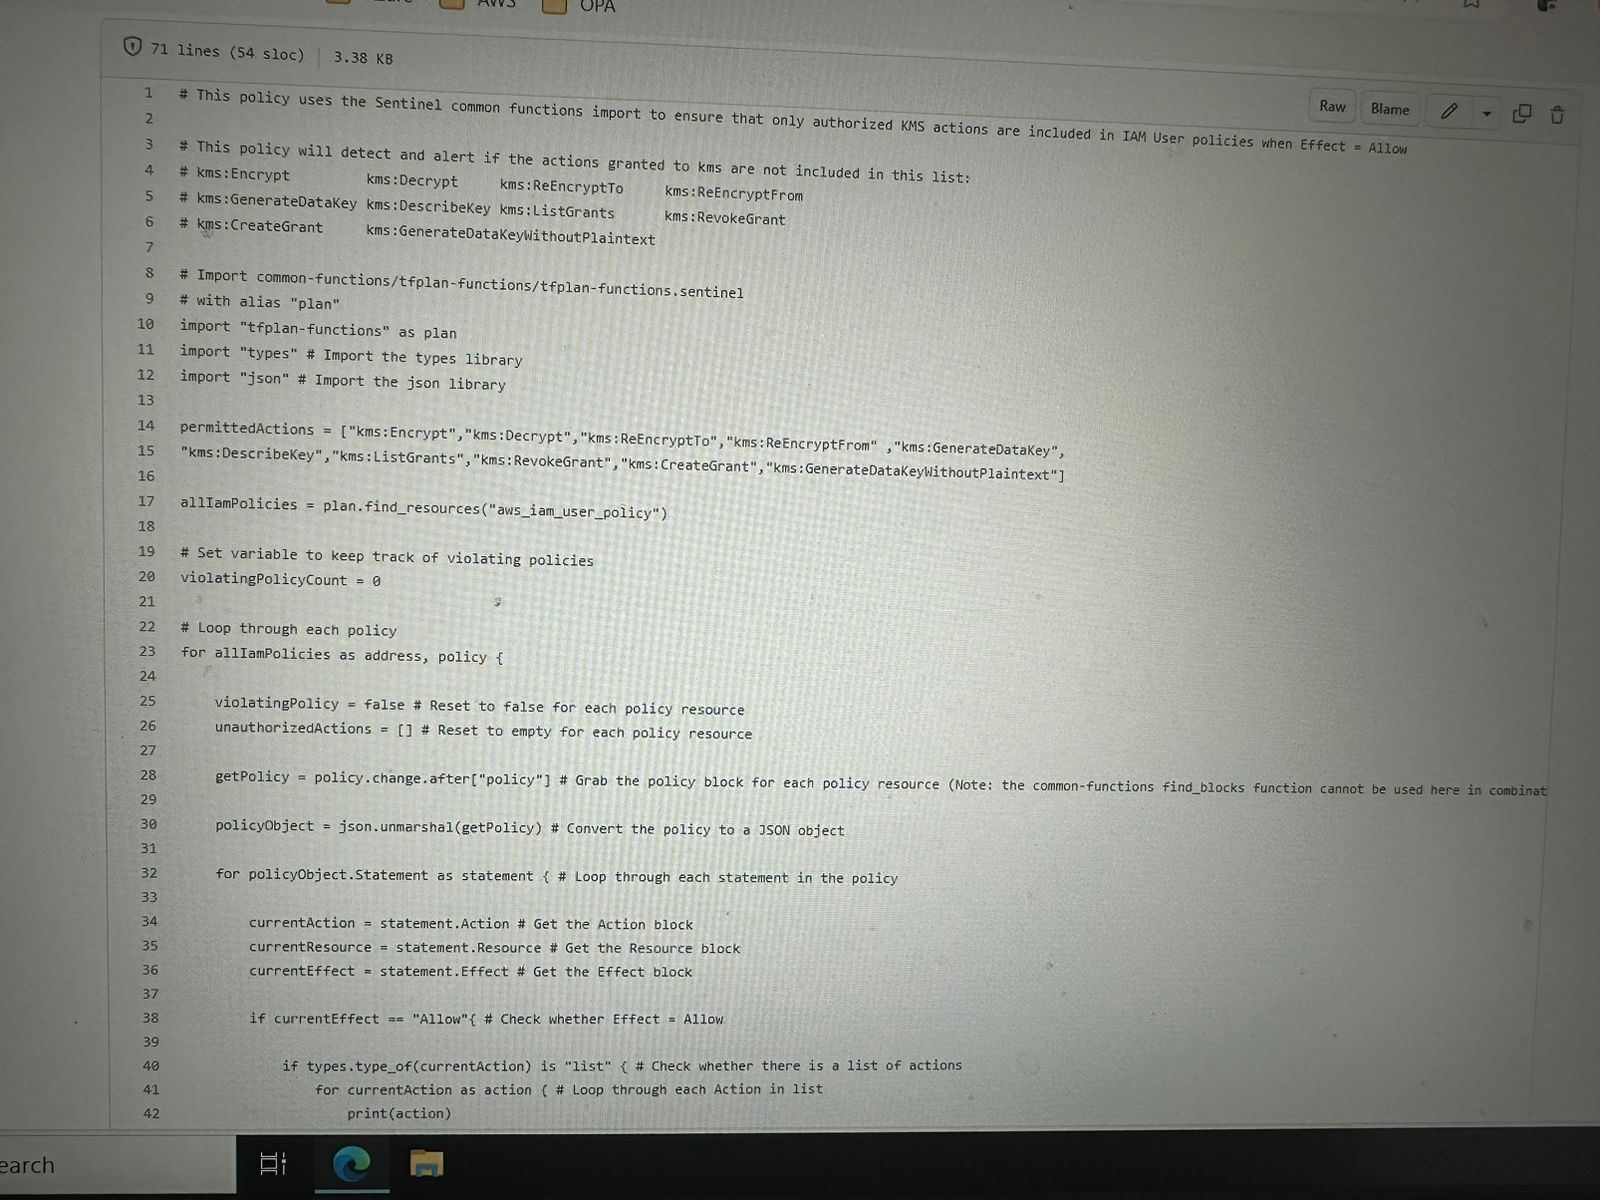 AWS OPA
71 lines (54 sloc) 3.38 KB
Raw Blame
1 # This policy uses the Sentinel common functions import to ensure that only authorized KMS actions are included in IAM User policies when Effect = Allow
2
3 # This policy will detect and alert if the actions granted to kms are not included in this list:
4 # kms:Encrypt kms:Decrypt kms:ReEncryptTo kms:ReEncryptFrom
5 # kms:GenerateDataKey kms:DescribeKey kms:ListGrants kms:RevokeGrant
6 # kms:CreateGrant kms:GenerateDataKeyWithoutPlaintext
7
8 # Import common-functions/tfplan-functions/tfplan-functions.sentinel
9 # with alias "plan"
10 import "tfplan-functions" as plan
11 import "types" # Import the types library
12 import "json" # Import the json library
13
14 permittedActions = ["kms:Encrypt","kms:Decrypt","kms:ReEncryptTo","kms:ReEncryptFrom" ,"kms:GenerateDataKey",
15 "kms:DescribeKey","kms:ListGrants","kms:RevokeGrant","kms:CreateGrant","kms:GenerateDataKeyWithoutPlaintext"]
16
17 allIamPolicies = plan.find_resources("aws_iam_user_policy")
18
19 # Set variable to keep track of violating policies
20 violatingPolicyCount = 0
21
22 # Loop through each policy
23 for allIamPolicies as address, policy {
24
25 violatingPolicy = false # Reset to false for each policy resource
26 unauthorizedActions = [] # Reset to empty for each policy resource
27
28 getPolicy = policy.change.after["policy"] # Grab the policy block for each policy resource (Note: the common-functions find_blocks function cannot be used here in combinat
29
30 policyObject = json.unmarshal(getPolicy) # Convert the policy to a JSON object
31
32 for policyObject.Statement as statement { # Loop through each statement in the policy
33
34 currentAction = statement.Action # Get the Action block
35 currentResource = statement.Resource # Get the Resource block
36 currentEffect = statement.Effect # Get the Effect block
37
38 if currentEffect == "Allow"{ # Check whether Effect = Allow
39
40 if types.type_of(currentAction) is "list" { # Check whether there is a list of actions
41 for currentAction as action { # Loop through each Action in list
42 print(action)
earch